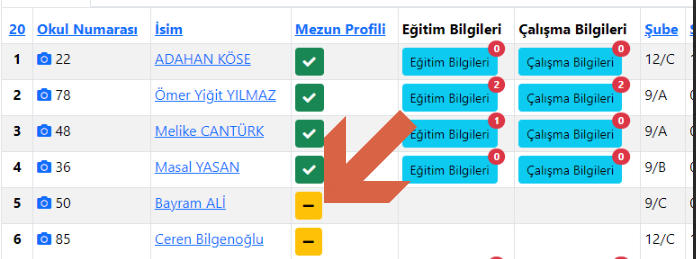 20 Okul Numarası İsim Mezun Profili Eğitim Bilgileri Çalışma Bilgileri Şube
1 22 ADAHAN KÖSE Eğitim Bilgileri 0 Çalışma Bilgileri 0 12/C
2 78 Ömer Yiğit YILMAZ Eğitim Bilgileri 2 Çalışma Bilgileri 2 9/A
3 48 Melike CANTÜRK Eğitim Bilgileri 1 Çalışma Bilgileri 0 9/A
4 36 Masal YASAN Eğitim Bilgileri 0 Çalışma Bilgileri 0 9/B
5 50 Bayram ALİ 9/C
6 85 Ceren Bilgenoğlu 12/C